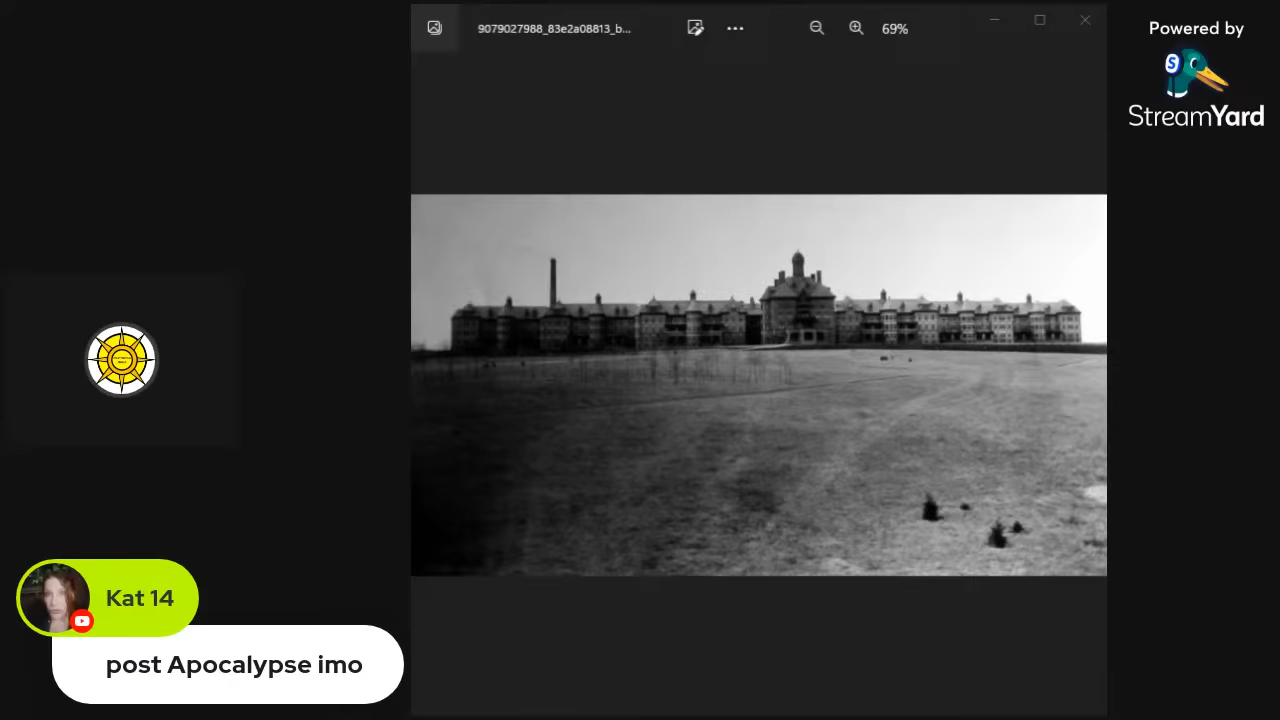 9079027988_83e2a08813_b...
69%
Powered by
S
StreamYard
Kat 14
post Apocalypse imo